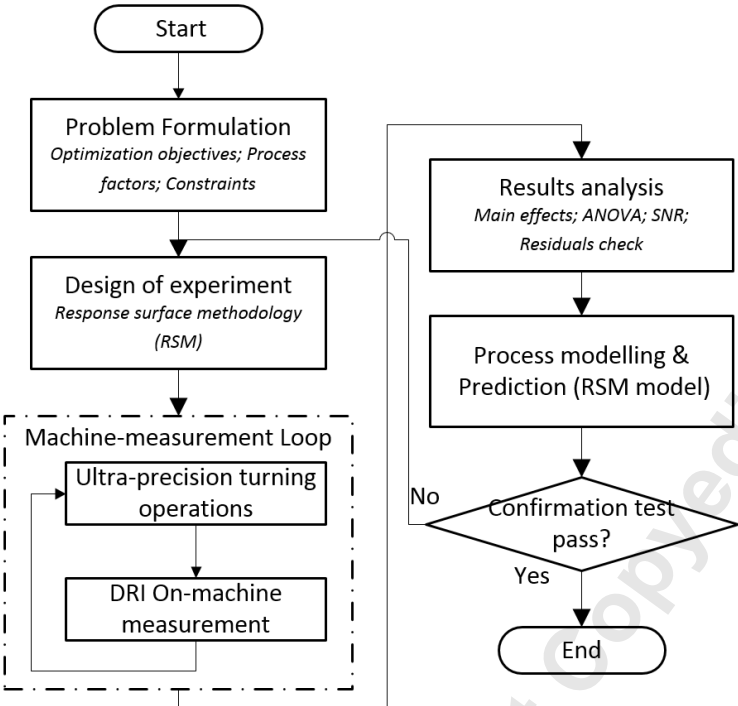 Start
Problem Formulation
Optimization objectives; Process
factors; Constraints
Design of experiment
Response surface methodology
(RSM)
Machine-measurement Loop
Ultra-precision turning
operations
DRI On-machine
measurement
Results analysis
Main effects; ANOVA; SNR;
Residuals check
Process modelling &
Prediction (RSM model)
No
Confirmation test
pass?
Yes
End